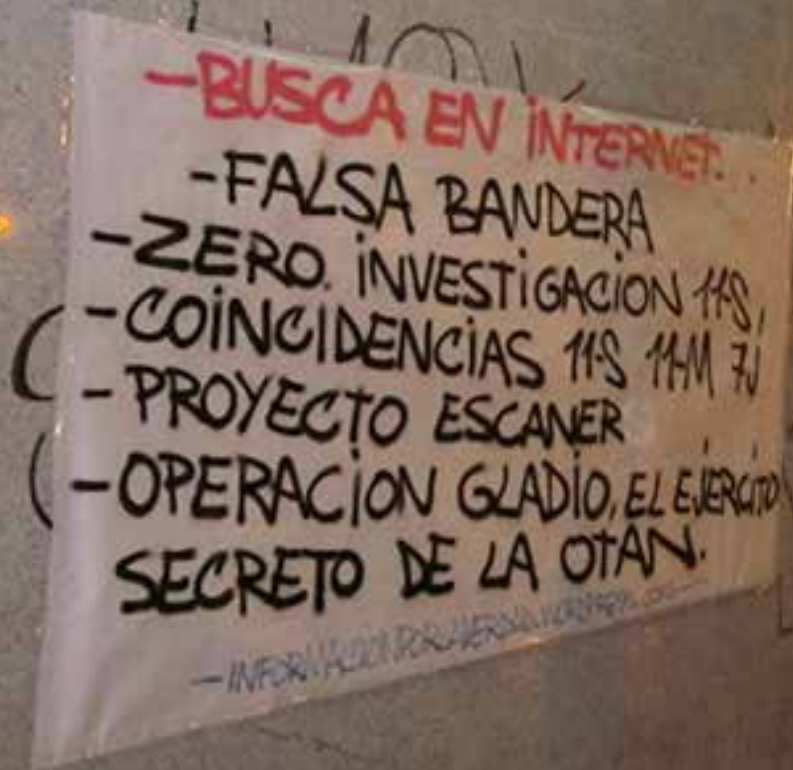 -BUSCA EN INTERNET...
-FALSA BANDERA
-ZERO. INVESTIGACION 11-S,
-COINCIDENCIAS 11-S 11-M 7J
- PROYECTO ESCANER
-OPERACION GLADIO, EL EJÉRCITO
SECRETO DE LA OTAN.